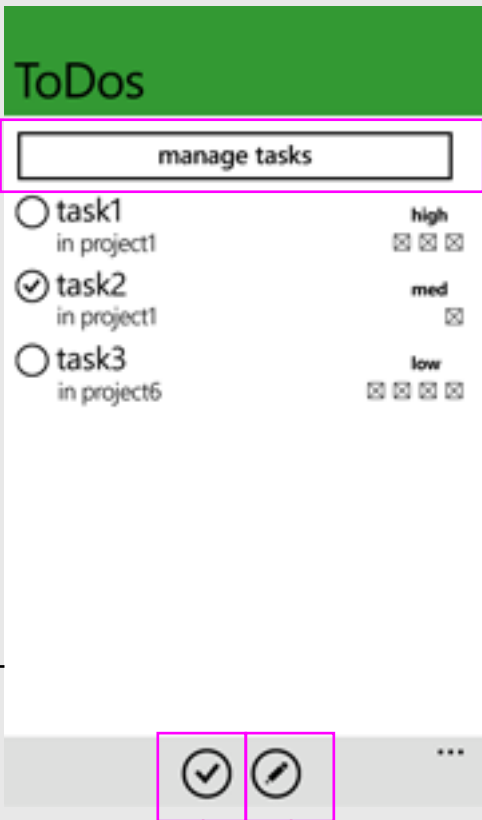 ToDos
manage tasks
task1
high
in project1
task2
med
in project1
task3
low
in project6